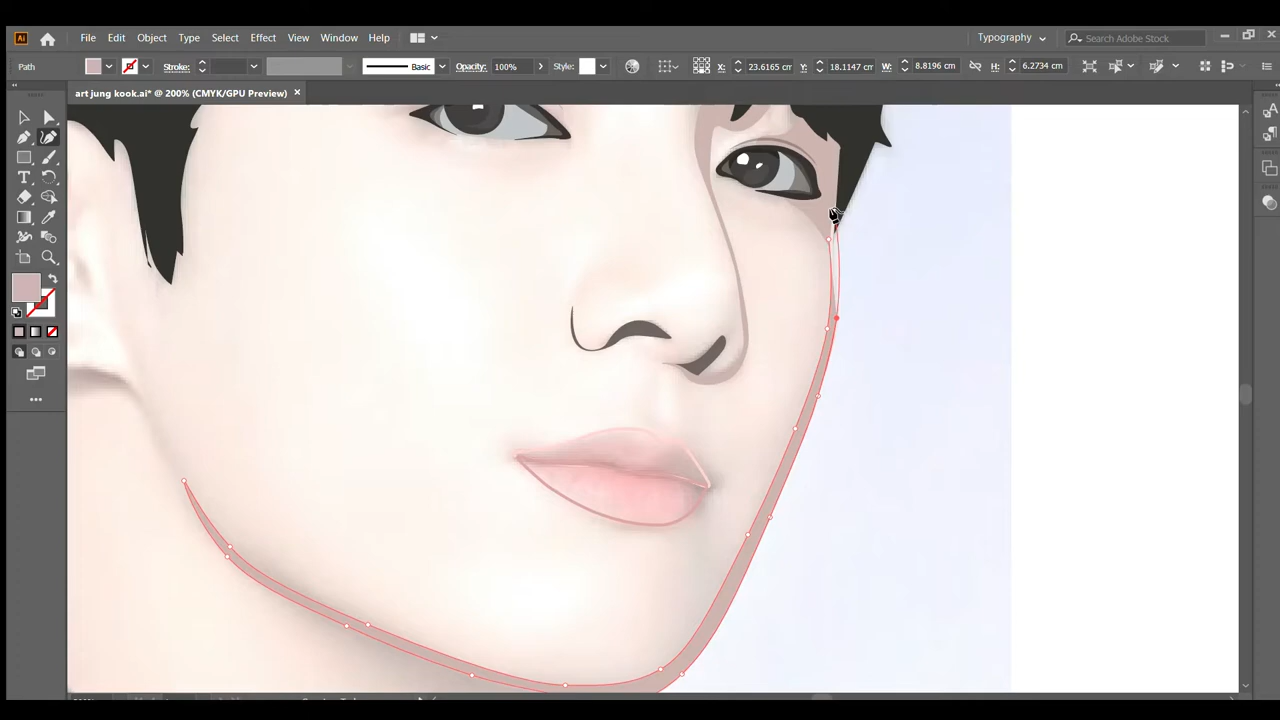 Ai File Edit Object Type Select Effect View Window Help Typography Search Adobe Stock
Path Stroke: Basic Opacity: 100% Style: X: 23.6165 cm Y: 18.1147 cm W: 8.8196 cm H: 6.2734 cm
art jung kook.ai* @ 200% (CMYK/GPU Preview) ×